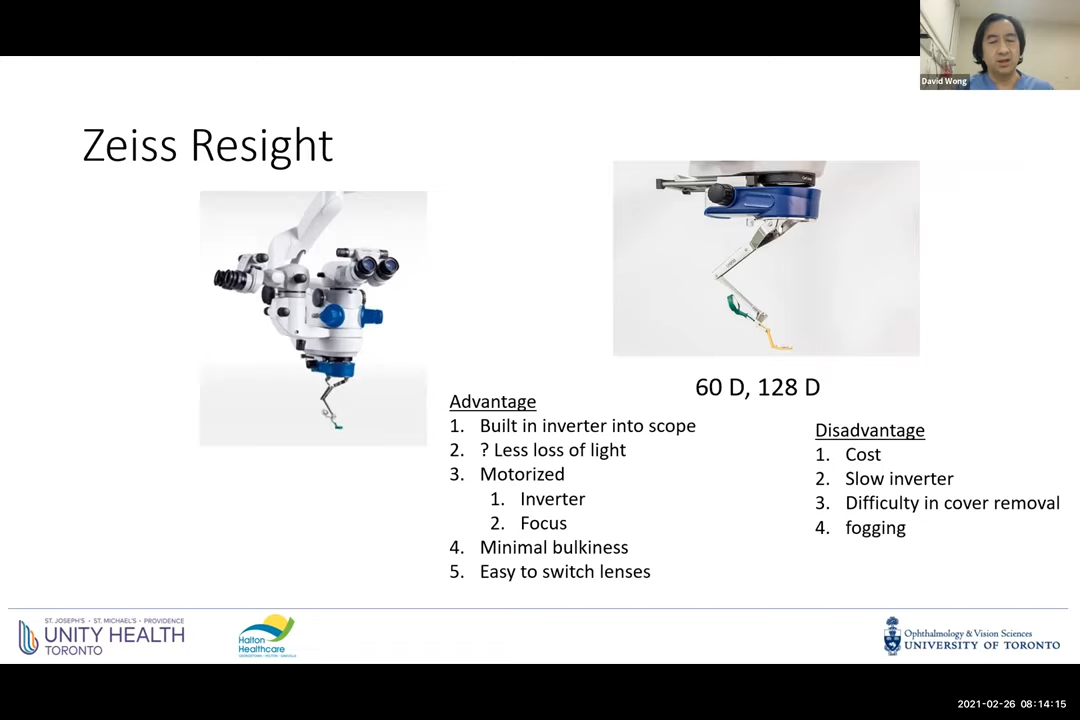 David Wong
Zeiss Resight
60 D, 128 D
Advantage
1. Built in inverter into scope
2. ? Less loss of light
3. Motorized
1. Inverter
2. Focus
4. Minimal bulkiness
5. Easy to switch lenses
Disadvantage
1. Cost
2. Slow inverter
3. Difficulty in cover removal
4. fogging
ST. JOSEPH'S · ST. MICHAEL'S · PROVIDENCE
UNITY HEALTH
TORONTO
Halton
Healthcare
Ophthalmology & Vision Sciences
UNIVERSITY OF TORONTO
2021-02-26 08:14:15